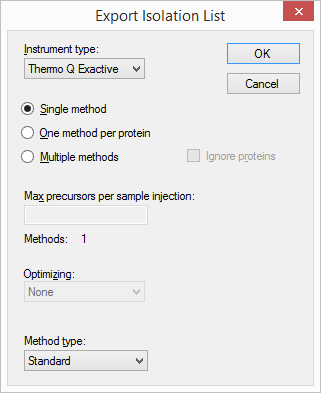 Export Isolation List
Instrument type:
Thermo Q Exactive
OK
Cancel
Single method
One method per protein
Multiple methods
Ignore proteins
Max precursors per sample injection:
Methods: 1
Optimizing:
None
Method type:
Standard